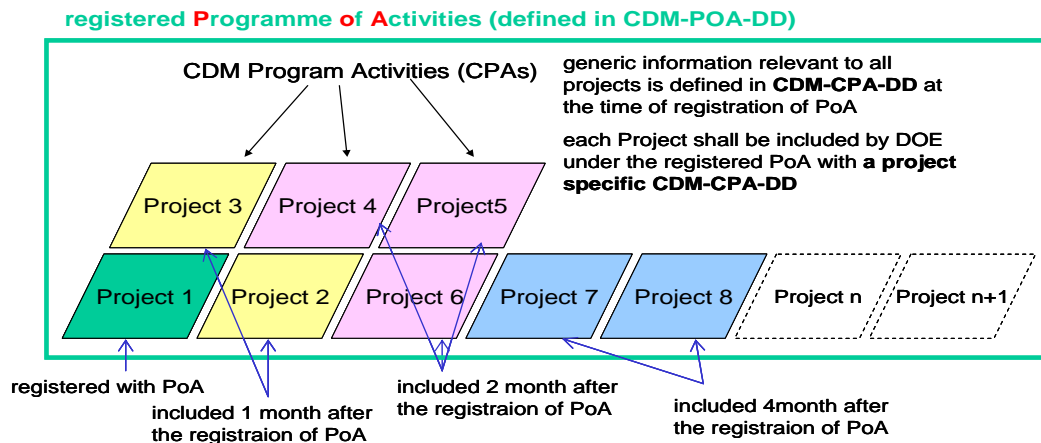 registered Programme of Activities (defined in CDM-POA-DD)
CDM Program Activities (CPAs)
generic information relevant to all
projects is defined in CDM-CPA-DD at
the time of registration of PoA
each Project shall be included by DOE
under the registered PoA with a project
specific CDM-CPA-DD
Project 3
Project 4
Project5
Project 1
Project 2
Project 6
Project 7
Project 8
Project n
Project n+1
registered with PoA
included 1 month after
the registraion of PoA
included 2 month after
the registraion of PoA
included 4month after
the registraion of PoA